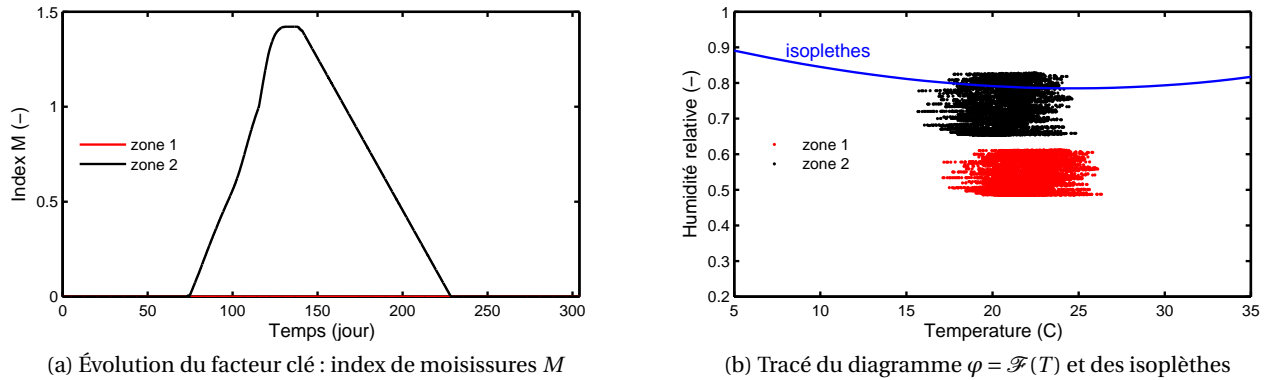 1.5
1
0.5
0
Index M (−)
zone 1
zone 2
0 50 100 150 200 250 300
Temps (jour)
(a) Évolution du facteur clé : index de moisissures M
1
0.9
0.8
0.7
0.6
0.5
0.4
0.3
0.2
Humidité relative (−)
isoplethes
zone 1
zone 2
5 10 15 20 25 30 35
Temperature (C)
(b) Tracé du diagramme φ = ℱ(T) et des isoplèthes